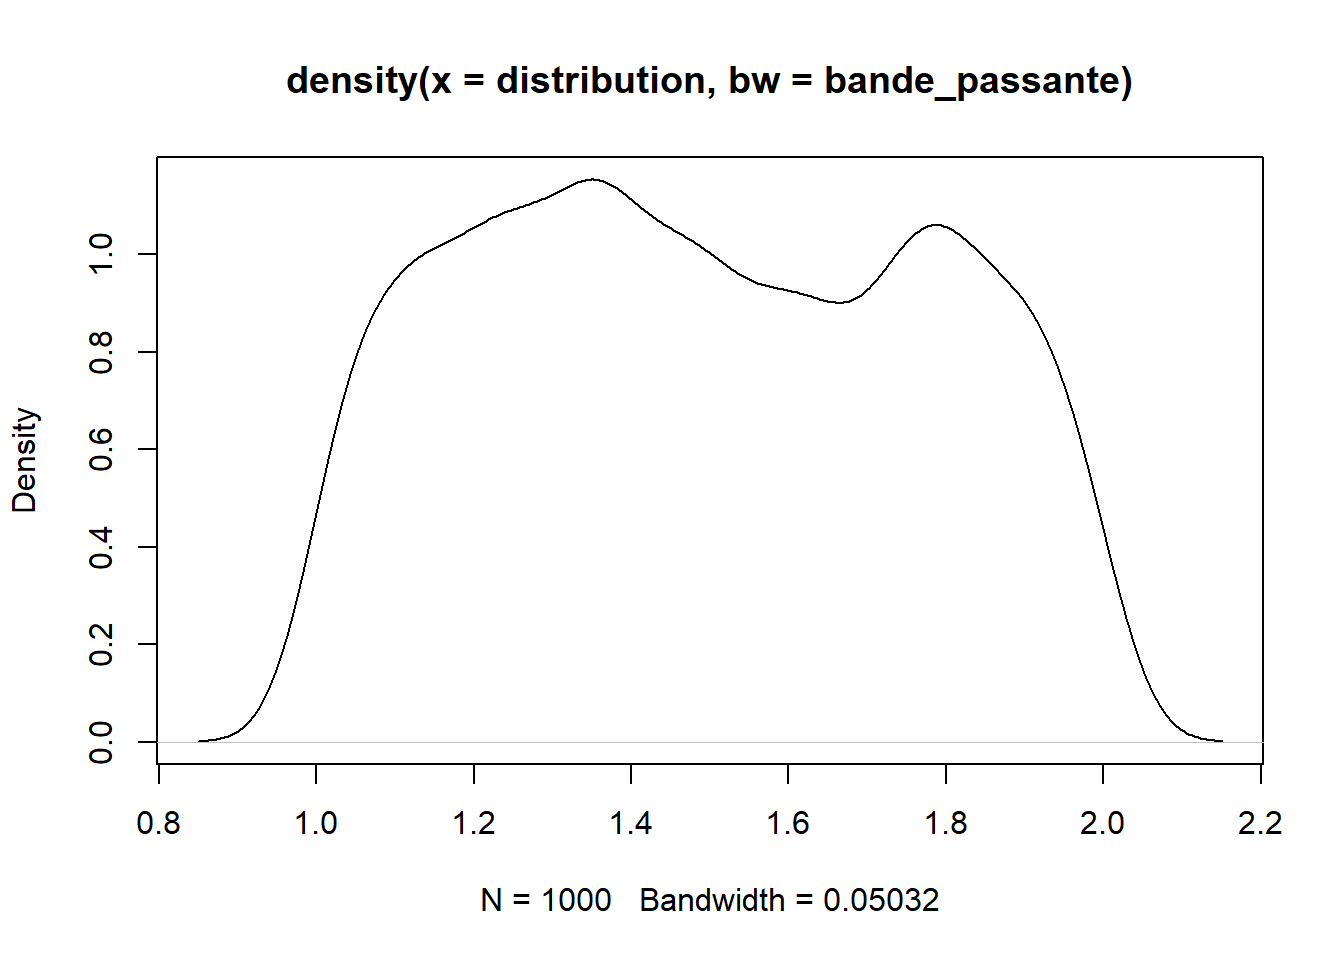 density(x = distribution, bw = bande_passante)
Density
1.0
0.8
0.6
0.4
0.2
0.0
0.8 1.0 1.2 1.4 1.6 1.8 2.0 2.2
N = 1000 Bandwidth = 0.05032